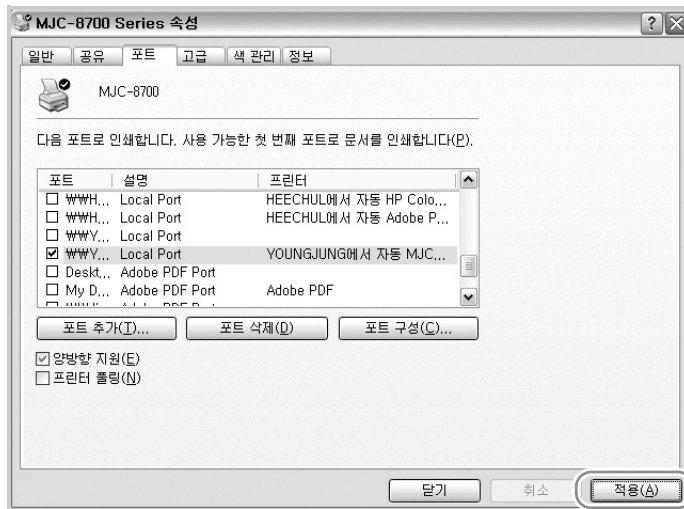 MJC-8700 Series 속성
일반 공유 포트 고급 색 관리 정보
MJC-8700
다음 포트로 인쇄합니다. 사용 가능한 첫 번째 포트로 문서를 인쇄합니다(P).
포트 설명 프린터
₩₩H... Local Port HEECHUL에서 자동 HP Colo...
₩₩H... Local Port HEECHUL에서 자동 Adobe P...
₩₩Y... Local Port
₩₩Y... Local Port YOUNGJUNG에서 자동 MJC...
Deskt... Adobe PDF Port
My D... Adobe PDF Port Adobe PDF
포트 추가(T)... 포트 삭제(D) 포트 구성(C)...
양방향 지원(E)
프린터 풀링(N)
닫기 취소 적용(A)